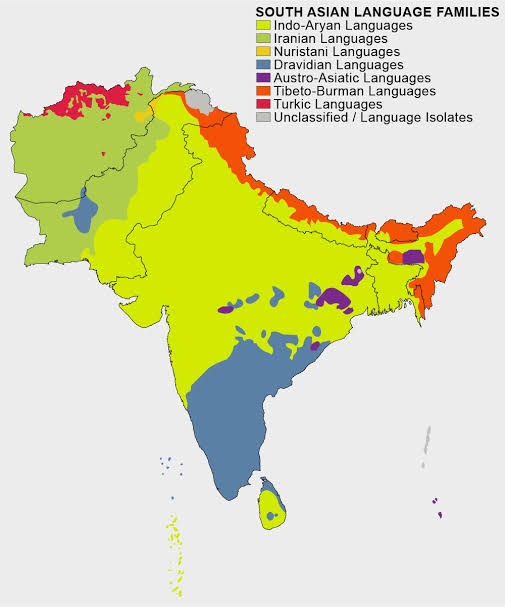 SOUTH ASIAN LANGUAGE FAMILIES
Indo-Aryan Languages
Iranian Languages
Nuristani Languages
Dravidian Languages
Austro-Asiatic Languages
Tibeto-Burman Languages
Turkic Languages
Unclassified / Language Isolates